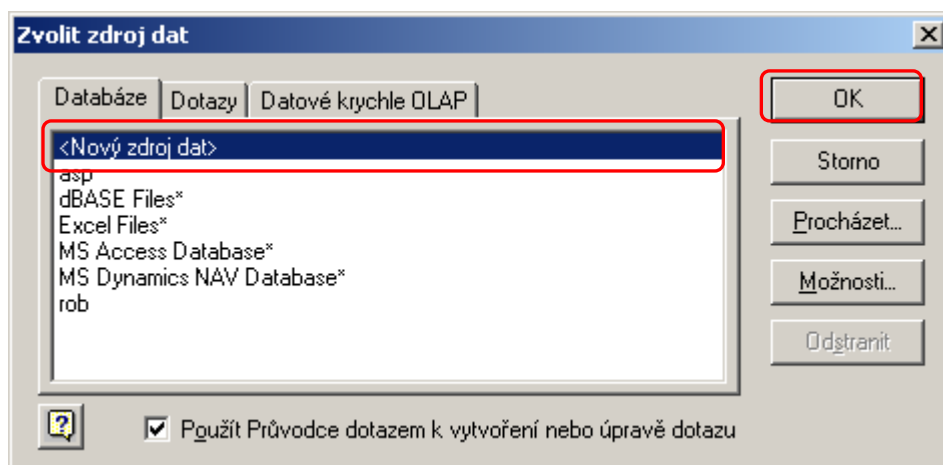 Zvolit zdroj dat
Databáze Dotazy Datové krychle OLAP
<Nový zdroj dat>
asp
dBASE Files*
Excel Files*
MS Access Database*
MS Dynamics NAV Database*
rob
OK
Storno
Procházet...
Možnosti...
Odstranit
Použít Průvodce dotazem k vytvoření nebo úpravě dotazu